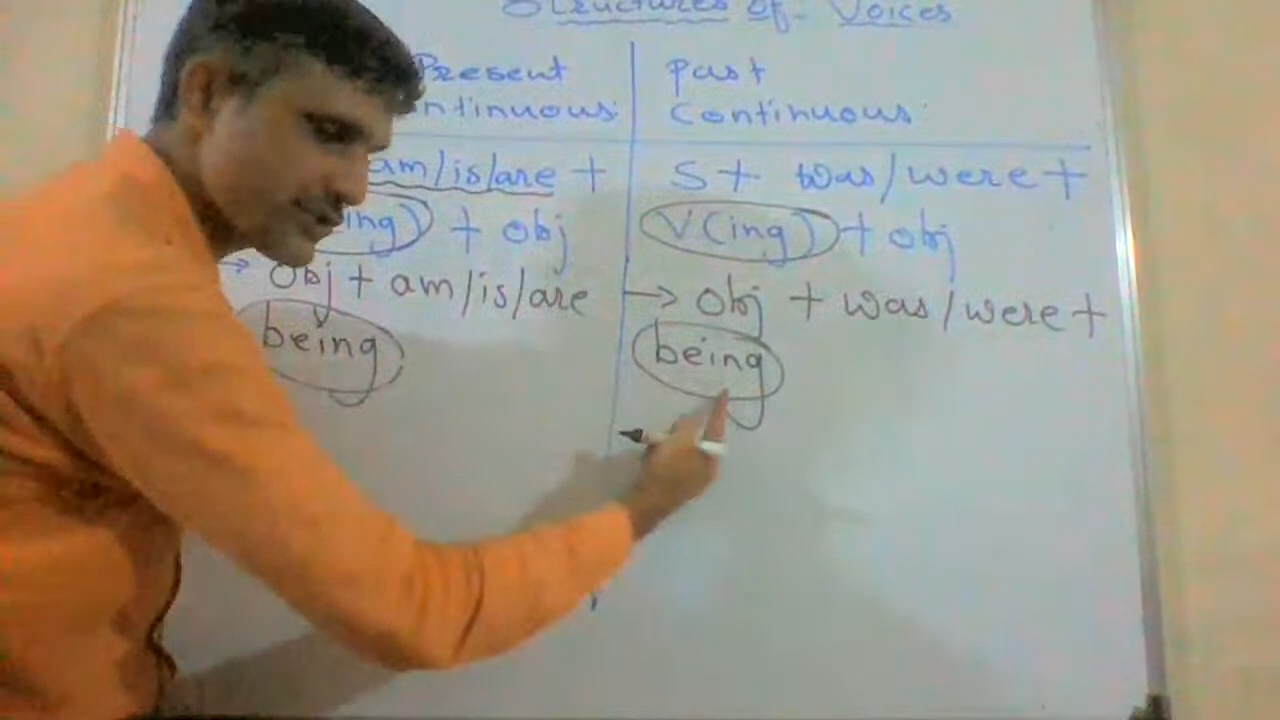 Structures of Voices
Present
ntinuous
am/is/are +
ing) + obj
→ Obj + am/is/are
being
Past
Continuous
S + was/were +
V(ing) + obj
→ obj + was/were +
being